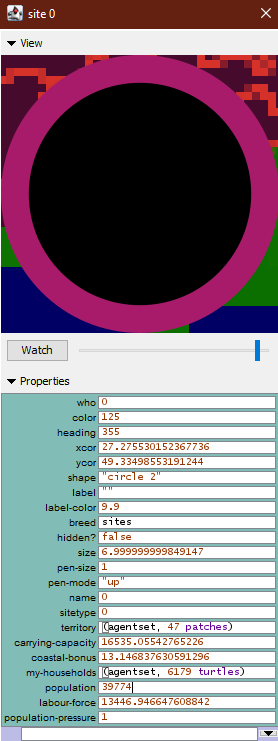 site 0
View
Watch
Properties
who 0
color 125
heading 355
xcor 27.275530152367736
ycor 49.33498553191244
shape "circle 2"
label ""
label-color 9.9
breed sites
hidden? false
size 6.999999999849147
pen-size 1
pen-mode "up"
name 0
sitetype 0
territory (agentset, 47 patches)
carrying-capacity 16535.05542765226
coastal-bonus 13.146837630591296
my-households (agentset, 6179 turtles)
population 39774
labour-force 13446.946647608842
population-pressure 1